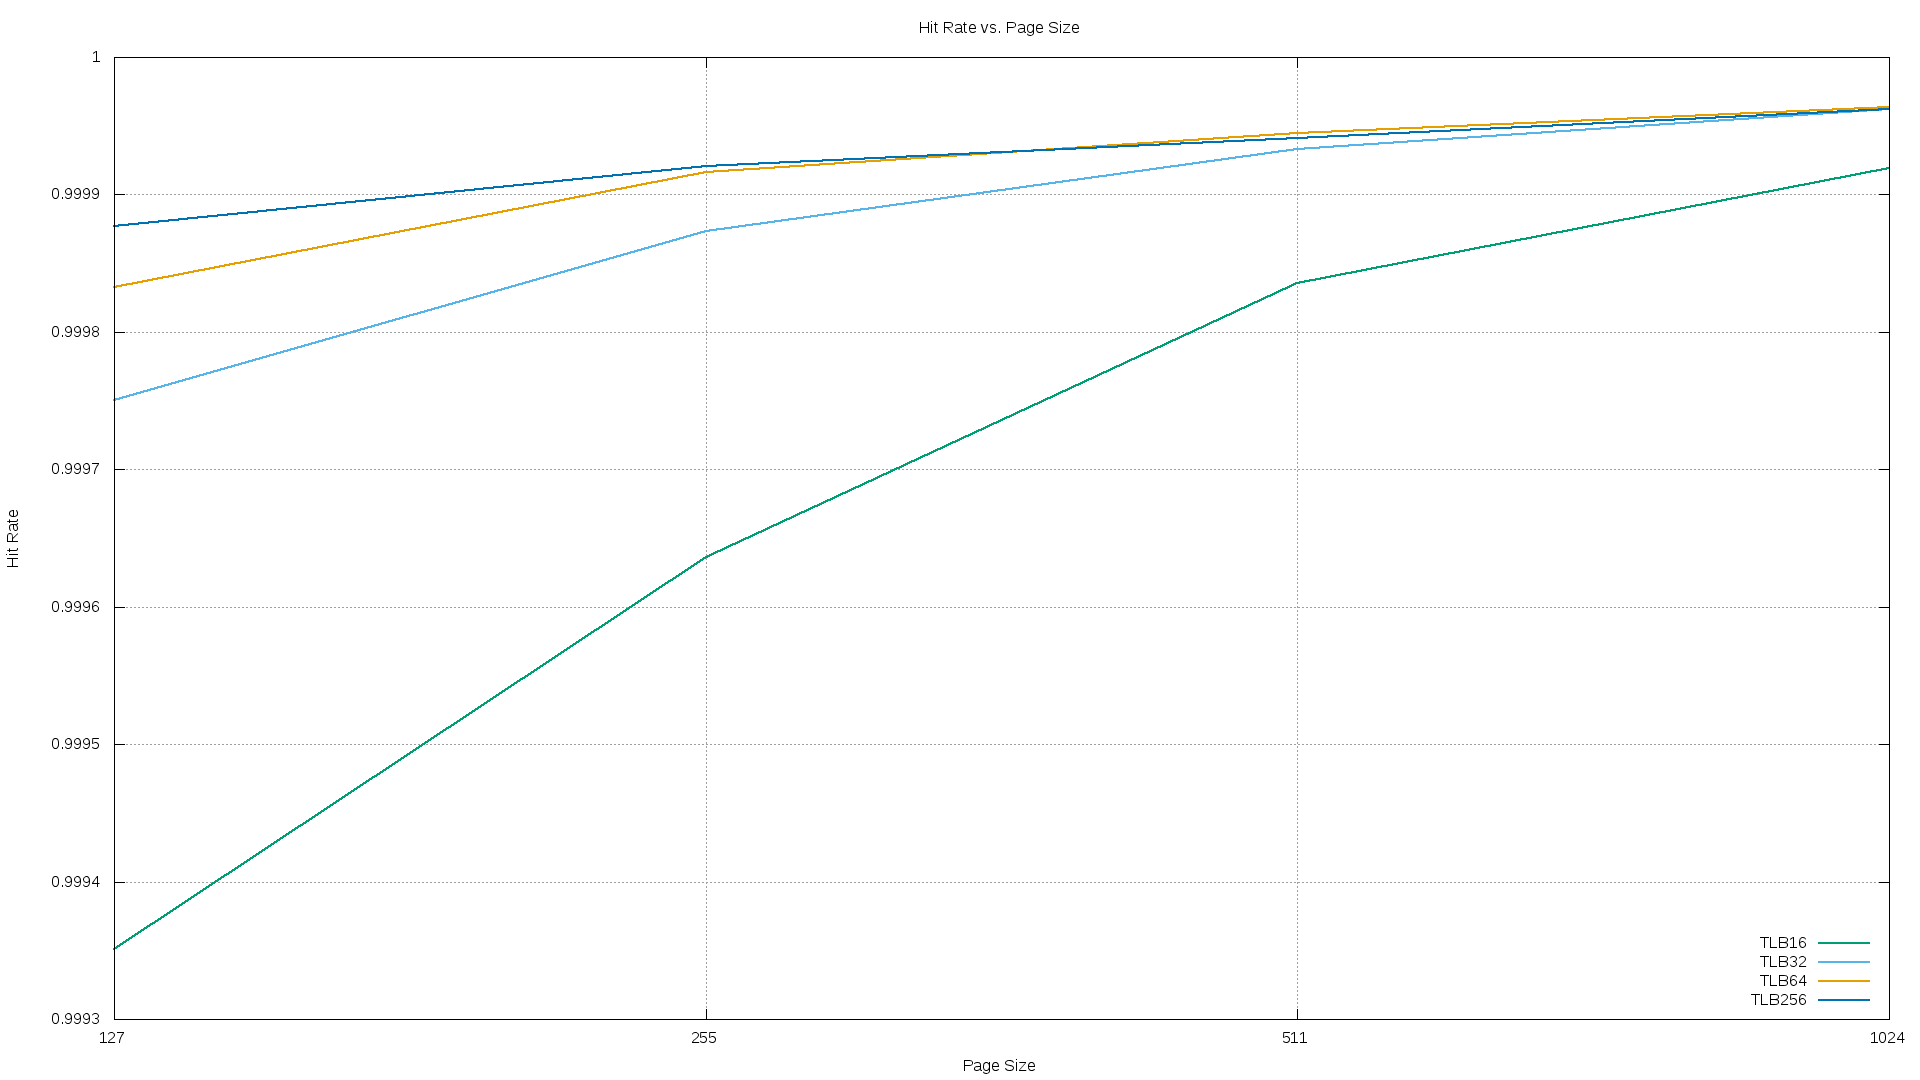 Hit Rate vs. Page Size
1
0.9999
0.9998
0.9997
0.9996
0.9995
0.9994
0.9993
Hit Rate
127
255
511
1024
Page Size
TLB16
TLB32
TLB64
TLB256